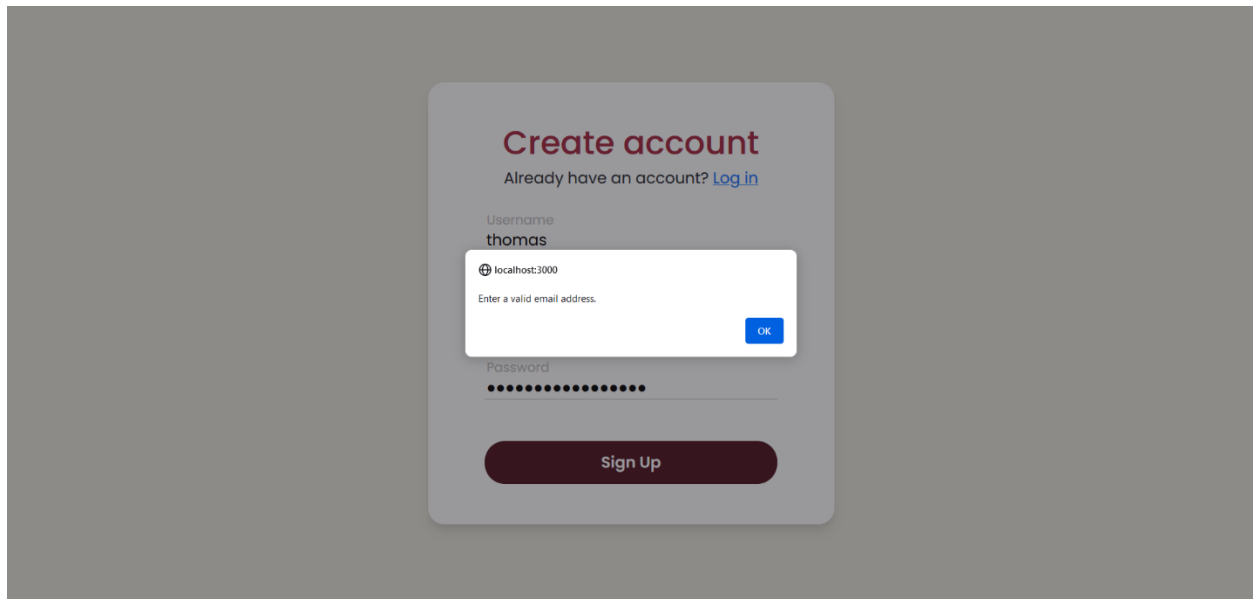 Create account
Already have an account? Log in
Username
thomas
localhost:3000
Enter a valid email address.
OK
Password
Sign Up